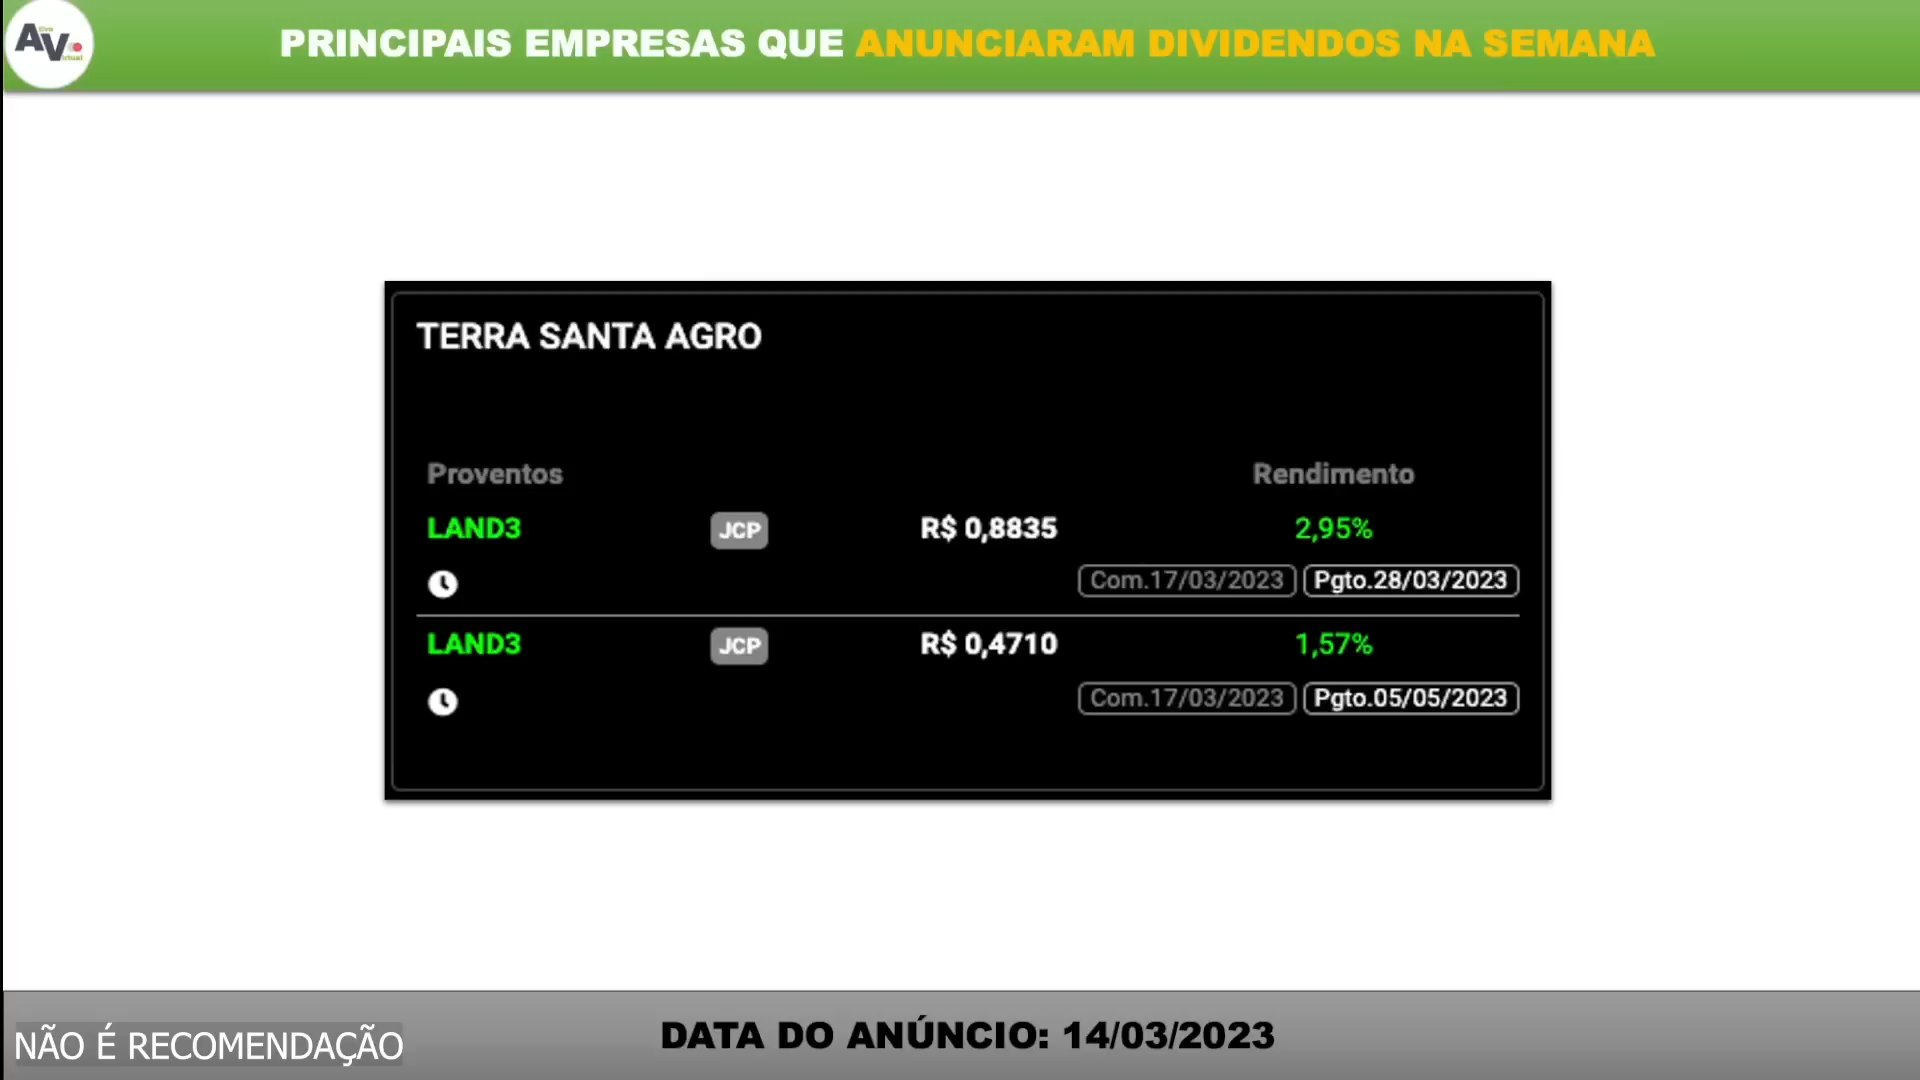 AV.
PRINCIPAIS EMPRESAS QUE ANUNCIARAM DIVIDENDOS NA SEMANA
TERRA SANTA AGRO
Proventos Rendimento
LAND3 JCP R$ 0,8835 2,95%
Com.17/03/2023 Pgto.28/03/2023
LAND3 JCP R$ 0,4710 1,57%
Com.17/03/2023 Pgto.05/05/2023
NÃO É RECOMENDAÇÃO
DATA DO ANÚNCIO: 14/03/2023